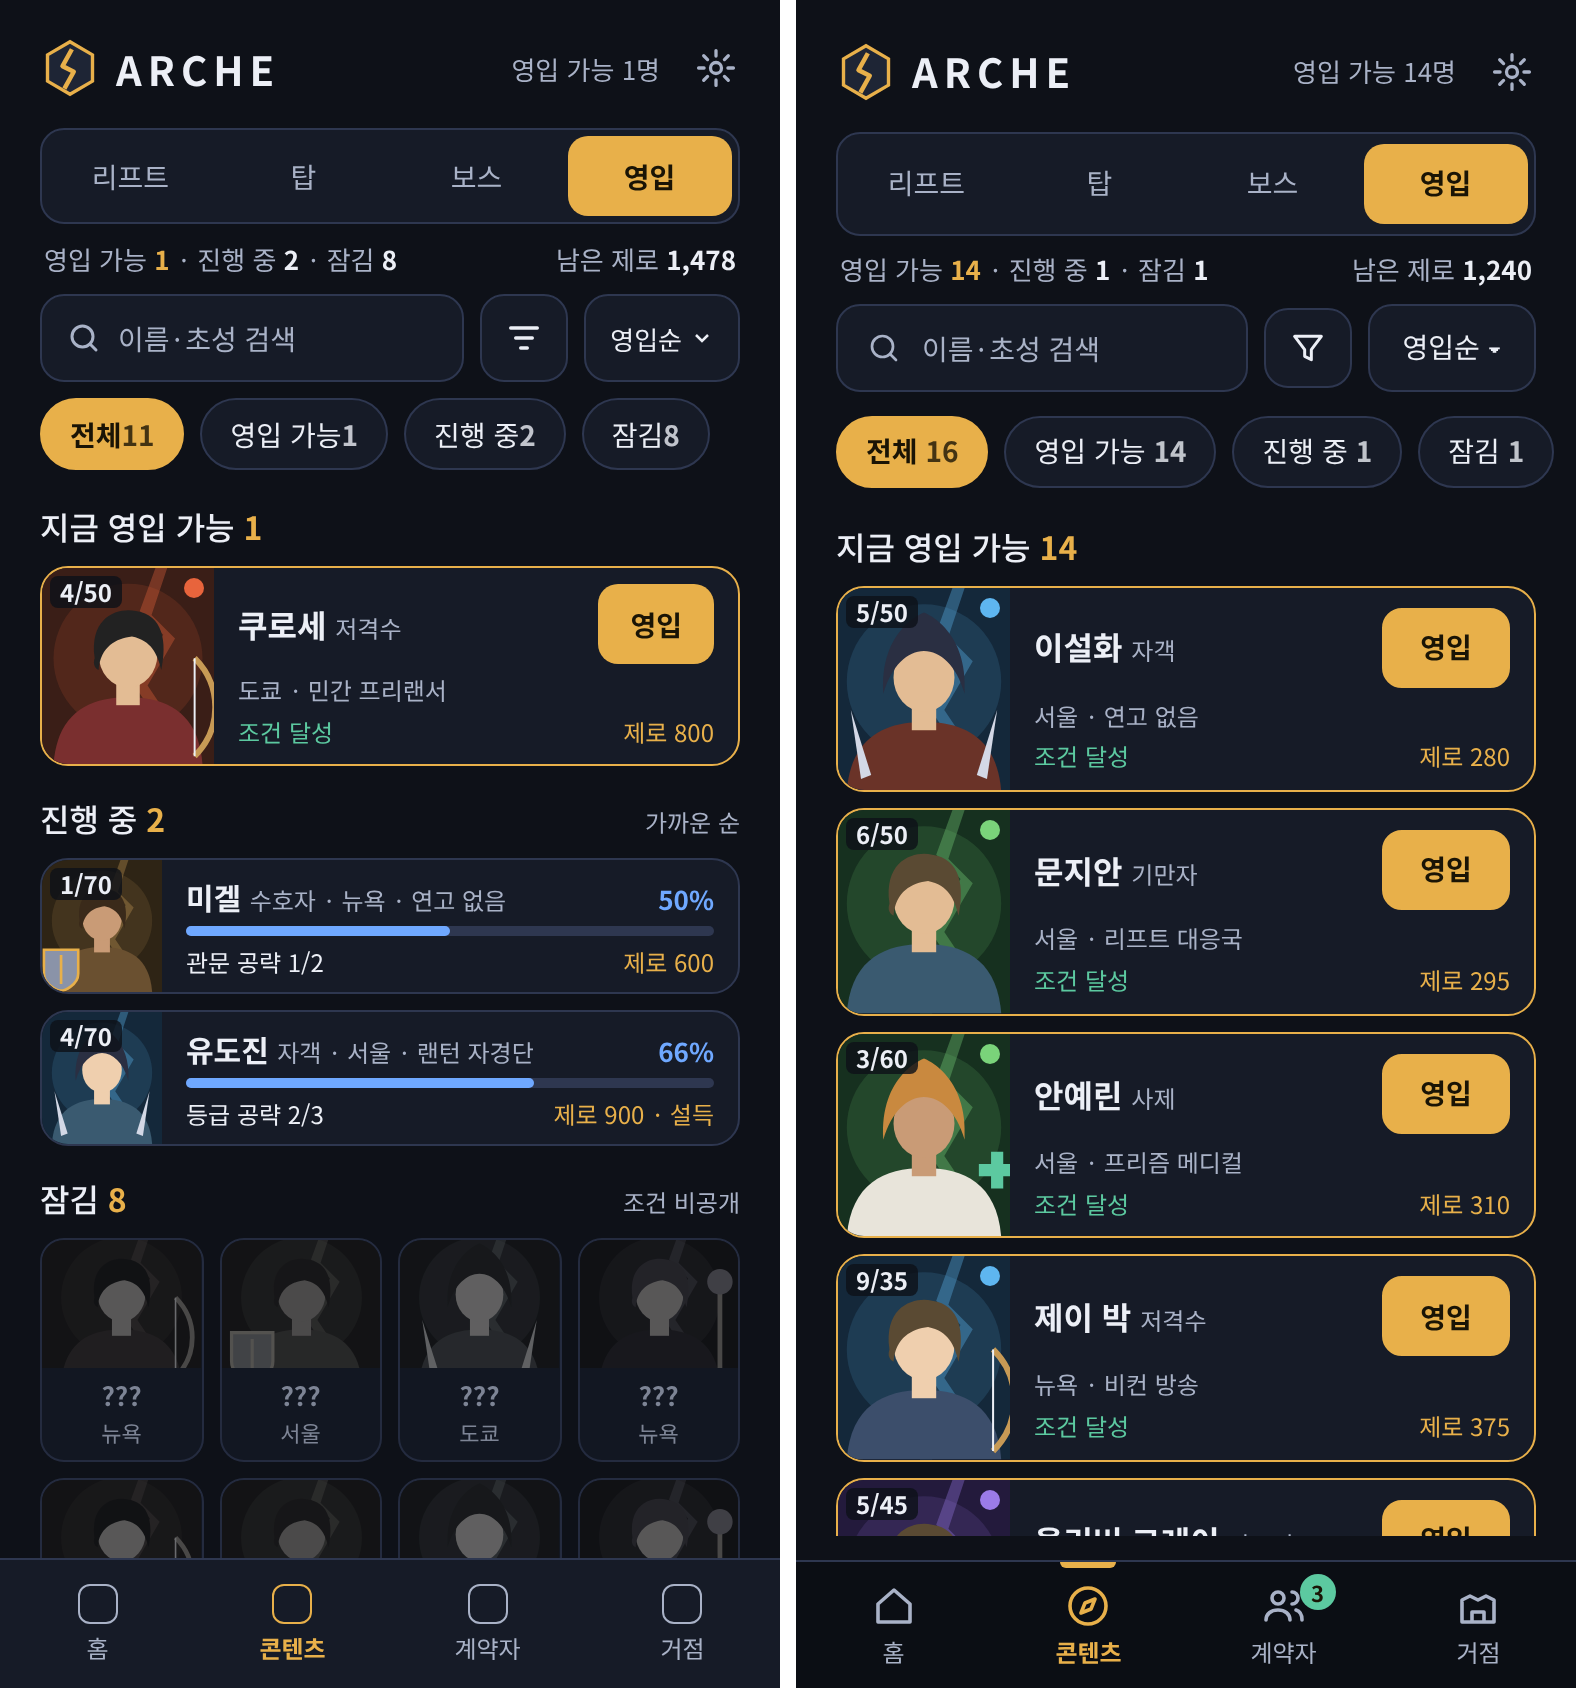 ARCHE
영입 가능 1명
리프트 탑 보스 영입
영입 가능 1 · 진행 중 2 · 잠김 8
남은 제로 1,478
이름·초성 검색
영입순
전체11 영입 가능1 진행 중2 잠김8
지금 영입 가능 1
4/50
쿠로세 저격수
영입
도쿄 · 민간 프리랜서
조건 달성
제로 800
진행 중 2
가까운 순
1/70
미겔 수호자 · 뉴욕 · 연고 없음
50%
관문 공략 1/2
제로 600
4/70
유도진 자객 · 서울 · 랜턴 자경단
66%
등급 공략 2/3
제로 900 · 설득
잠김 8
조건 비공개
??? ??? ??? ???
뉴욕 서울 도쿄 뉴욕
홈 콘텐츠 계약자 거점
ARCHE
영입 가능 14명
리프트 탑 보스 영입
영입 가능 14 · 진행 중 1 · 잠김 1
남은 제로 1,240
이름·초성 검색
영입순
전체 16 영입 가능 14 진행 중 1 잠김 1
지금 영입 가능 14
5/50
이설화 자객
영입
서울 · 연고 없음
조건 달성
제로 280
6/50
문지안 기만자
영입
서울 · 리프트 대응국
조건 달성
제로 295
3/60
안예린 사제
영입
서울 · 프리즘 메디컬
조건 달성
제로 310
9/35
제이 박 저격수
영입
뉴욕 · 비컨 방송
조건 달성
제로 375
5/45
영입
3
홈 콘텐츠 계약자 거점